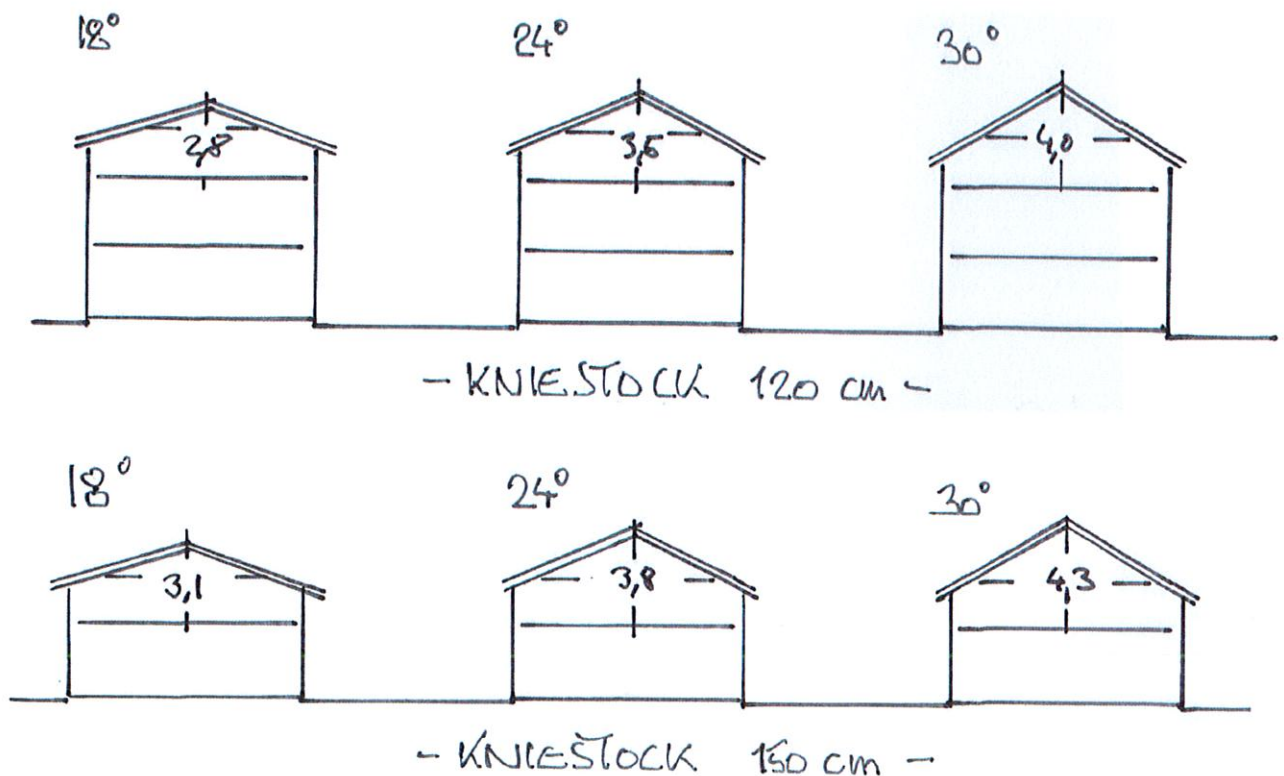 18° 24° 30°
2,8 3,5 4,0
- KNIESTOCK 120 cm -
18° 24° 30°
3,1 3,8 4,3
- KNIESTOCK 150 cm -